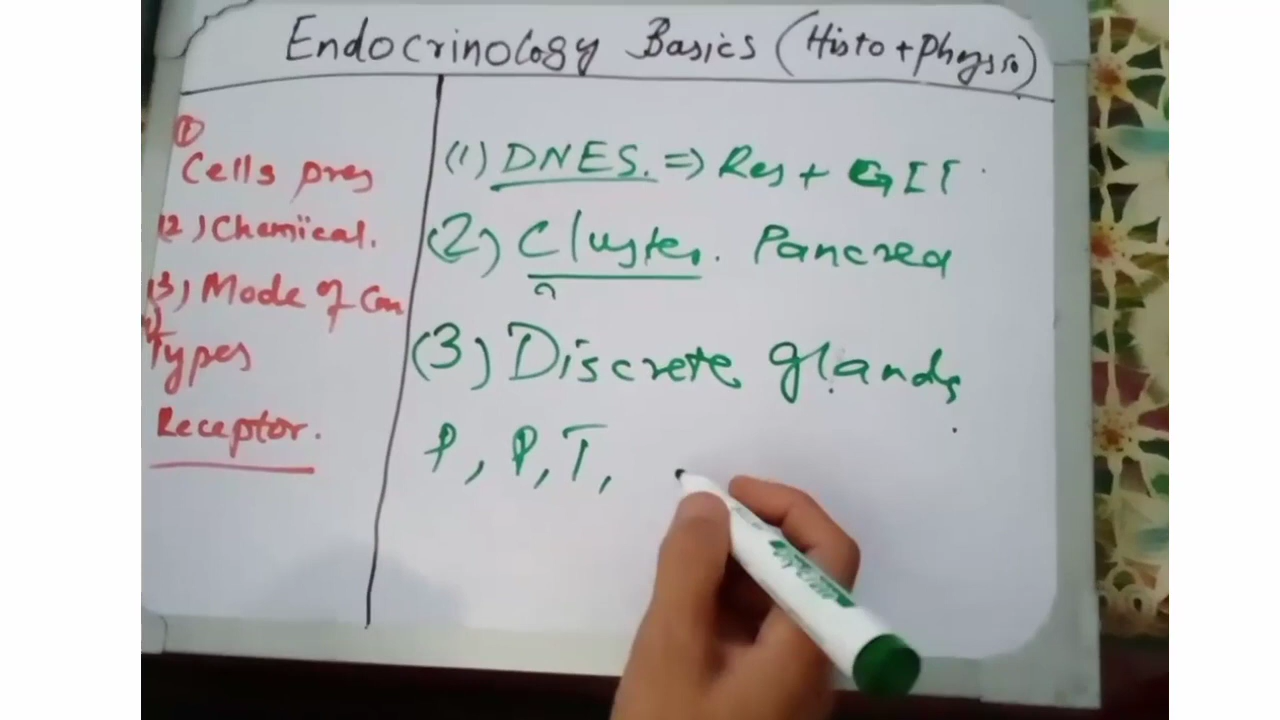 Endocrinology Basics (Histo + Physio)
①
Cells pres
(2) Chemical.
(3) Mode of Com
Types
Receptor.
(1) DNES. => Res + GIT
(2) Cluster. Pancrea
(3) Discrete glands
P, P, T,